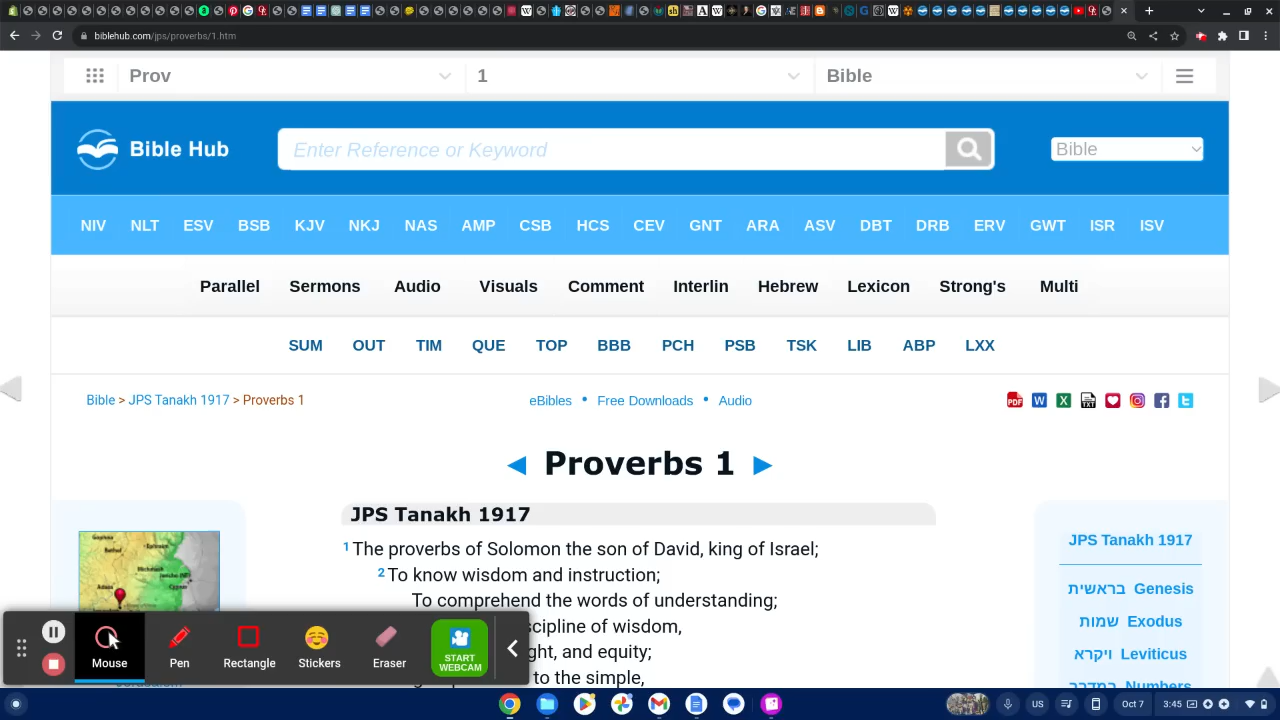 biblehub.com/jps/proverbs/1.htm
Prov 1 Bible
Bible Hub Enter Reference or Keyword Bible
NIV NLT ESV BSB KJV NKJ NAS AMP CSB HCS CEV GNT ARA ASV DBT DRB ERV GWT ISR ISV
Parallel Sermons Audio Visuals Comment Interlin Hebrew Lexicon Strong's Multi
SUM OUT TIM QUE TOP BBB PCH PSB TSK LIB ABP LXX
Bible > JPS Tanakh 1917 > Proverbs 1 eBibles • Free Downloads • Audio
◄ Proverbs 1 ►
JPS Tanakh 1917
1 The proverbs of Solomon the son of David, king of Israel;
2 To know wisdom and instruction;
To comprehend the words of understanding;
scipline of wisdom,
ght, and equity;
to the simple,
JPS Tanakh 1917
בראשית Genesis
שמות Exodus
ויקרא Leviticus
במדבר Numbers
Mouse Pen Rectangle Stickers Eraser START
WEBCAM
Jerusalem
US Oct 7 3:45